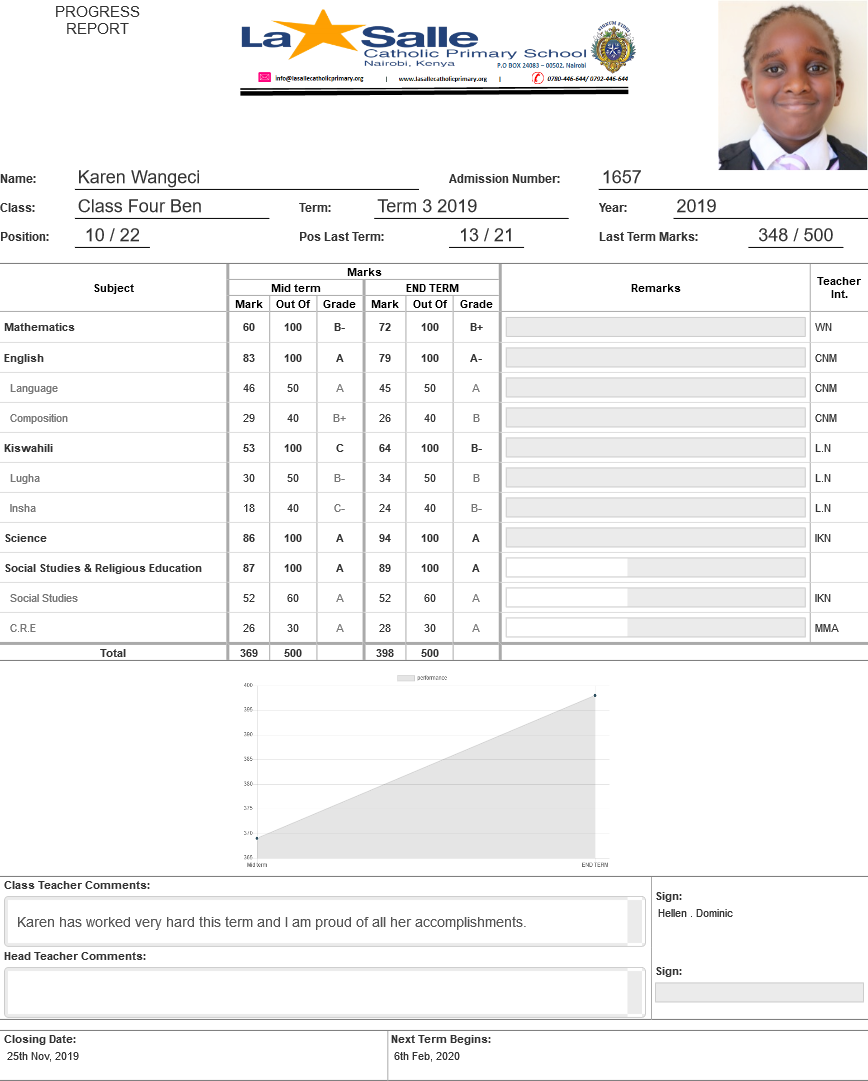 PROGRESS
REPORT
La Salle
Catholic Primary School
Nairobi, Kenya
P.O BOX 24083 – 00502, Nairobi
info@lasallecatholicprimary.org | www.lasallecatholicprimary.org | 0780-446-644/ 0792-446-644
Name: Karen Wangeci Admission Number: 1657
Class: Class Four Ben Term: Term 3 2019 Year: 2019
Position: 10 / 22 Pos Last Term: 13 / 21 Last Term Marks: 348 / 500
Marks
Subject Mid term END TERM Remarks Teacher Int.
Mark Out Of Grade Mark Out Of Grade
Mathematics 60 100 B- 72 100 B+ WN
English 83 100 A 79 100 A- CNM
Language 46 50 A 45 50 A CNM
Composition 29 40 B+ 26 40 B CNM
Kiswahili 53 100 C 64 100 B- L.N
Lugha 30 50 B- 34 50 B L.N
Insha 18 40 C- 24 40 B- L.N
Science 86 100 A 94 100 A IKN
Social Studies & Religious Education 87 100 A 89 100 A
Social Studies 52 60 A 52 60 A IKN
C.R.E 26 30 A 28 30 A MMA
Total 369 500 398 500
performance
400
395
390
385
380
375
370
365
Mid term END TERM
Class Teacher Comments:
Karen has worked very hard this term and I am proud of all her accomplishments.
Sign:
Hellen . Dominic
Head Teacher Comments:
Sign:
Closing Date: Next Term Begins:
25th Nov, 2019 6th Feb, 2020